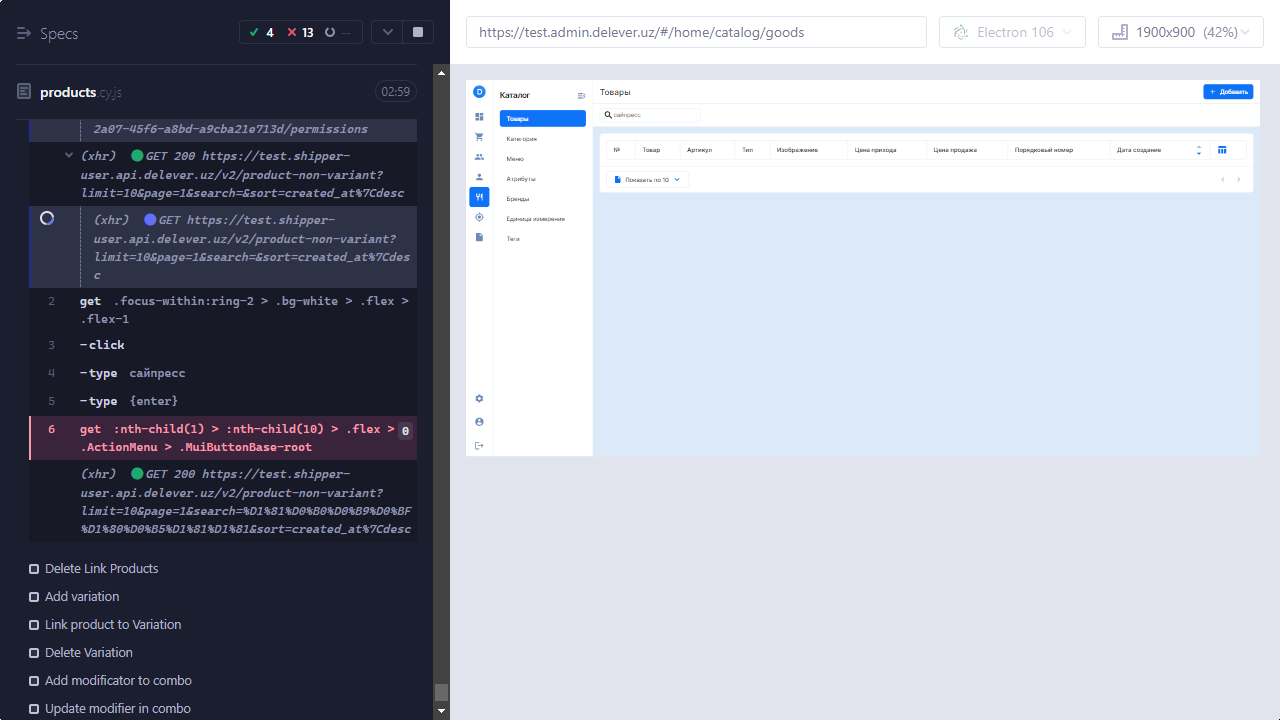 Specs
4
13
--
products.cy.js
02:59
2a07-45f6-a8bd-a9cba21e713d/permissions
(xhr) GET 200 https://test.shipper-
user.api.delever.uz/v2/product-non-variant?
limit=10&page=1&search=&sort=created_at%7Cdesc
(xhr) GET https://test.shipper-
user.api.delever.uz/v2/product-non-variant?
limit=10&page=1&search=&sort=created_at%7Cdes
c
2 get .focus-within:ring-2 > .bg-white > .flex >
.flex-1
3 -click
4 -type сайпресс
5 -type {enter}
6 get :nth-child(1) > :nth-child(10) > .flex > 0
.ActionMenu > .MuiButtonBase-root
(xhr) GET 200 https://test.shipper-
user.api.delever.uz/v2/product-non-variant?
limit=10&page=1&search=%D1%81%D0%B0%D0%B9%D0%BF
%D1%80%D0%B5%D1%81%D1%81&sort=created_at%7Cdesc
Delete Link Products
Add variation
Link product to Variation
Delete Variation
Add modificator to combo
Update modifier in combo
https://test.admin.delever.uz/#/home/catalog/goods
Electron 106
1900x900 (42%)
D
Каталог
Товары
Категория
Меню
Атрибуты
Бренды
Единица измерения
Теги
Товары
+ Добавить
сайпресс
№ Товар Артикул Тип Изображение Цена прихода Цена продажа Порядковый номер Дата создание
Показать по 10